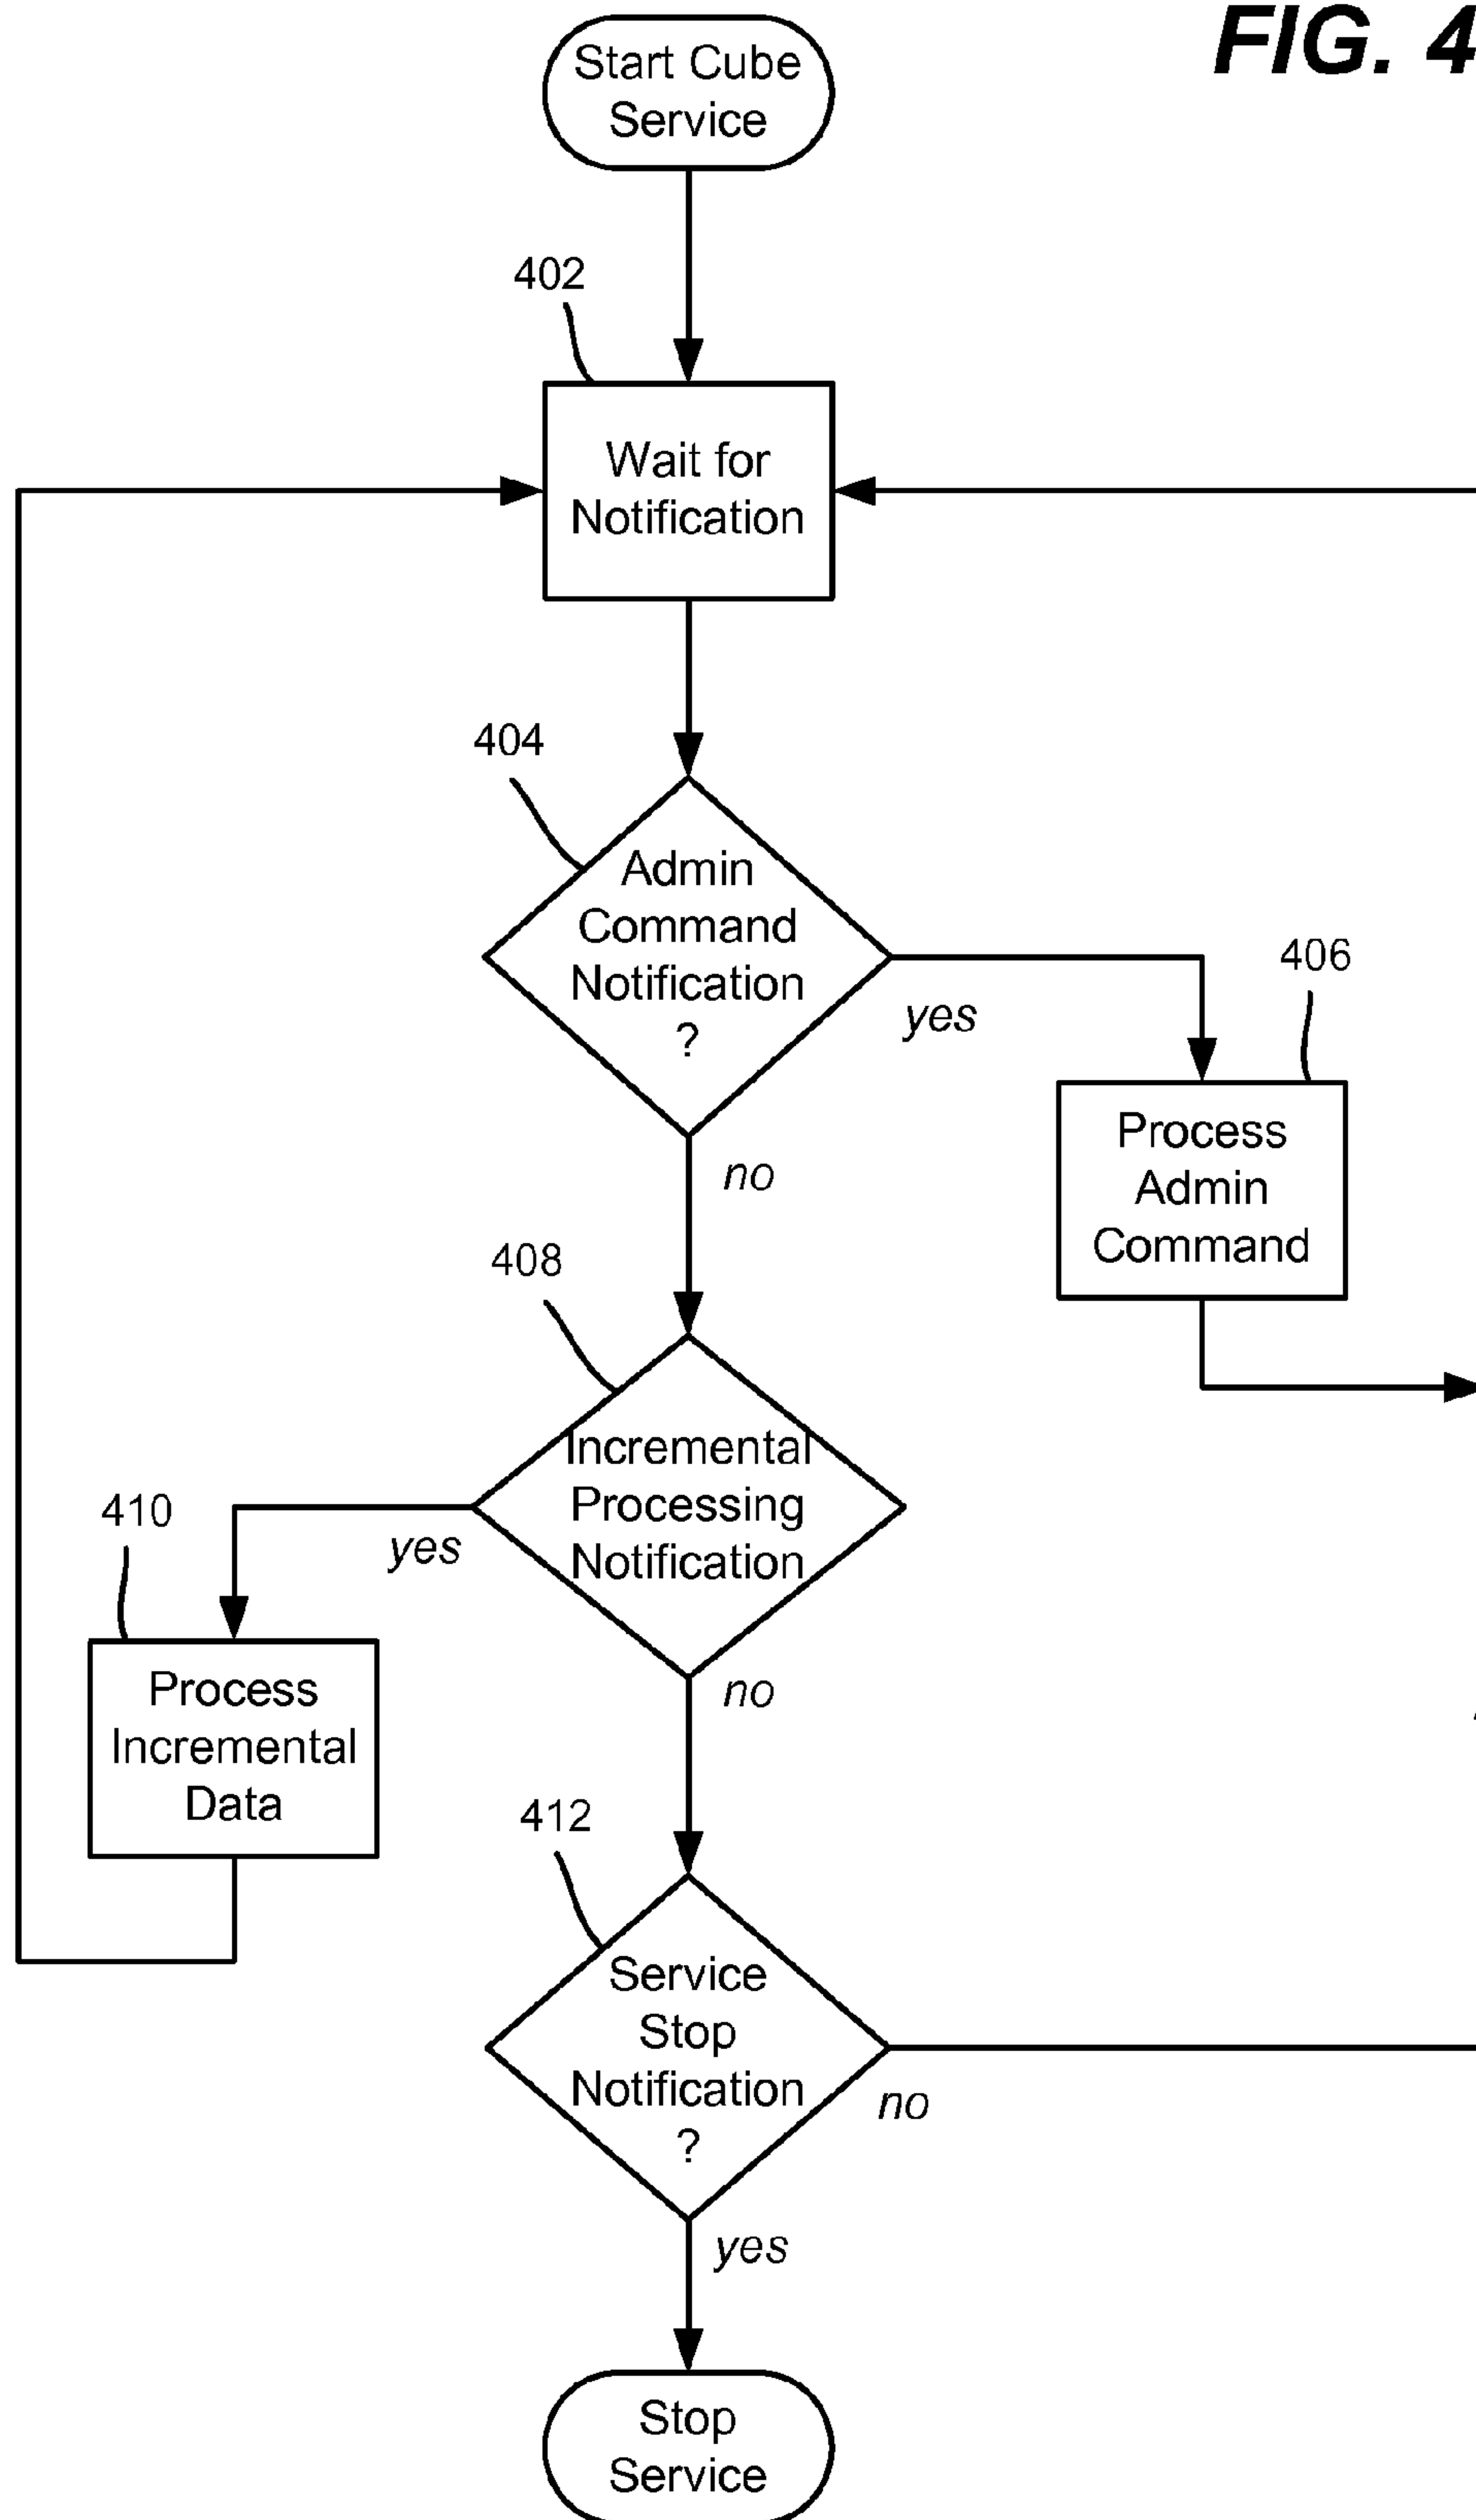 FIG. 4
Start Cube
Service
402
Wait for
Notification
404
Admin
Command
Notification
?
yes
406
Process
Admin
Command
no
408
Incremental
Processing
Notification
yes
410
Process
Incremental
Data
no
412
Service
Stop
Notification
?
no
yes
Stop
Service